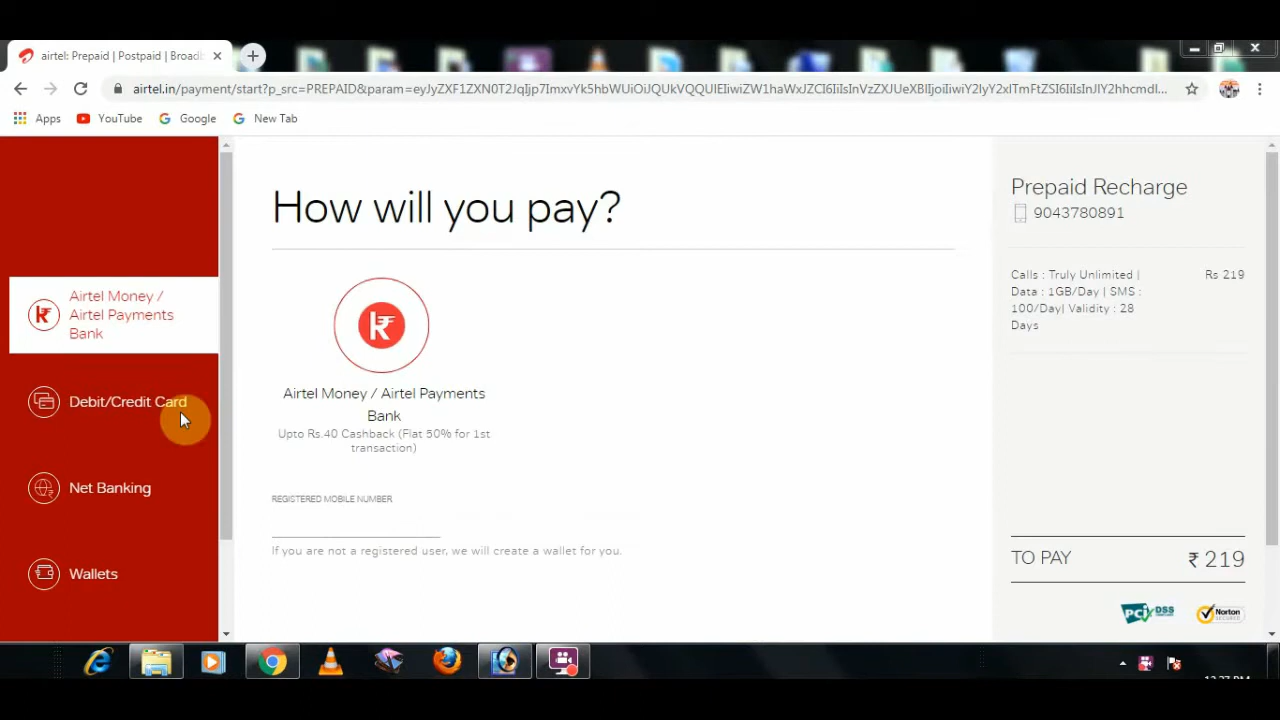 airtel: Prepaid | Postpaid | Broadb
airtel.in/payment/start?p_src=PREPAID&param=
Apps
YouTube
Google
New Tab
How will you pay?
Airtel Money /
Airtel Payments
Bank
Debit/Credit Card
Net Banking
Wallets
Airtel Money / Airtel Payments
Bank
Upto Rs.40 Cashback (Flat 50% for 1st
transaction)
REGISTERED MOBILE NUMBER
If you are not a registered user, we will create a wallet for you.
Prepaid Recharge
9043780891
Calls : Truly Unlimited | Rs 219
Data : 1GB/Day | SMS :
100/Day| Validity : 28
Days
TO PAY ₹ 219
PCI DSS
Norton
SECURED